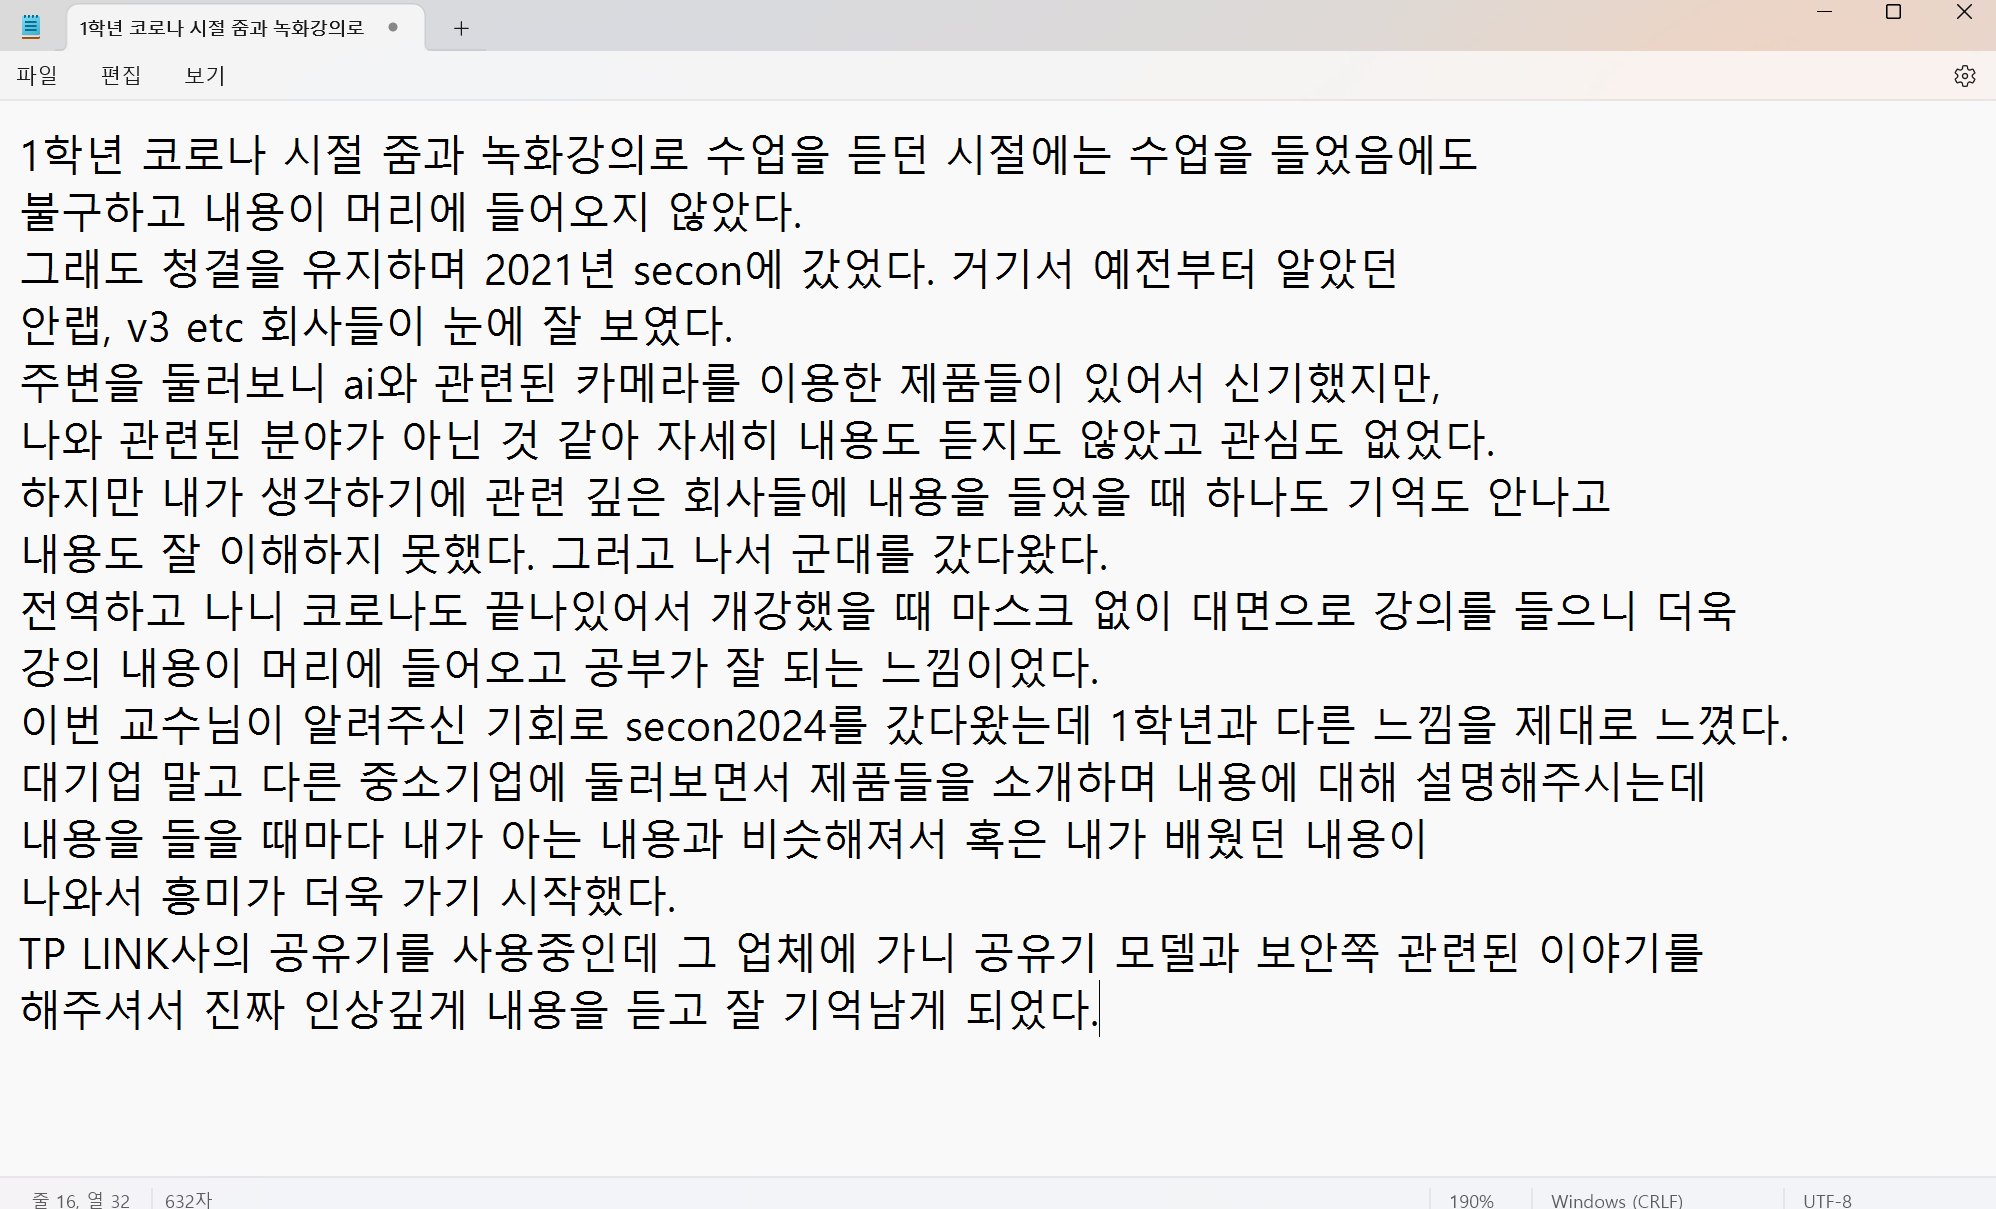 1학년 코로나 시절 줌과 녹화강의로
파일 편집 보기
1학년 코로나 시절 줌과 녹화강의로 수업을 듣던 시절에는 수업을 들었음에도
불구하고 내용이 머리에 들어오지 않았다.
그래도 청결을 유지하며 2021년 secon에 갔었다. 거기서 예전부터 알았던
안랩, v3 etc 회사들이 눈에 잘 보였다.
주변을 둘러보니 ai와 관련된 카메라를 이용한 제품들이 있어서 신기했지만,
나와 관련된 분야가 아닌 것 같아 자세히 내용도 듣지도 않았고 관심도 없었다.
하지만 내가 생각하기에 관련 깊은 회사들에 내용을 들었을 때 하나도 기억도 안나고
내용도 잘 이해하지 못했다. 그러고 나서 군대를 갔다왔다.
전역하고 나니 코로나도 끝나있어서 개강했을 때 마스크 없이 대면으로 강의를 들으니 더욱
강의 내용이 머리에 들어오고 공부가 잘 되는 느낌이었다.
이번 교수님이 알려주신 기회로 secon2024를 갔다왔는데 1학년과 다른 느낌을 제대로 느꼈다.
대기업 말고 다른 중소기업에 둘러보면서 제품들을 소개하며 내용에 대해 설명해주시는데
내용을 들을 때마다 내가 아는 내용과 비슷해져서 혹은 내가 배웠던 내용이
나와서 흥미가 더욱 가기 시작했다.
TP LINK사의 공유기를 사용중인데 그 업체에 가니 공유기 모델과 보안쪽 관련된 이야기를
해주셔서 진짜 인상깊게 내용을 듣고 잘 기억남게 되었다.
줄 16, 열 32 632자 190% Windows (CRLF) UTF-8